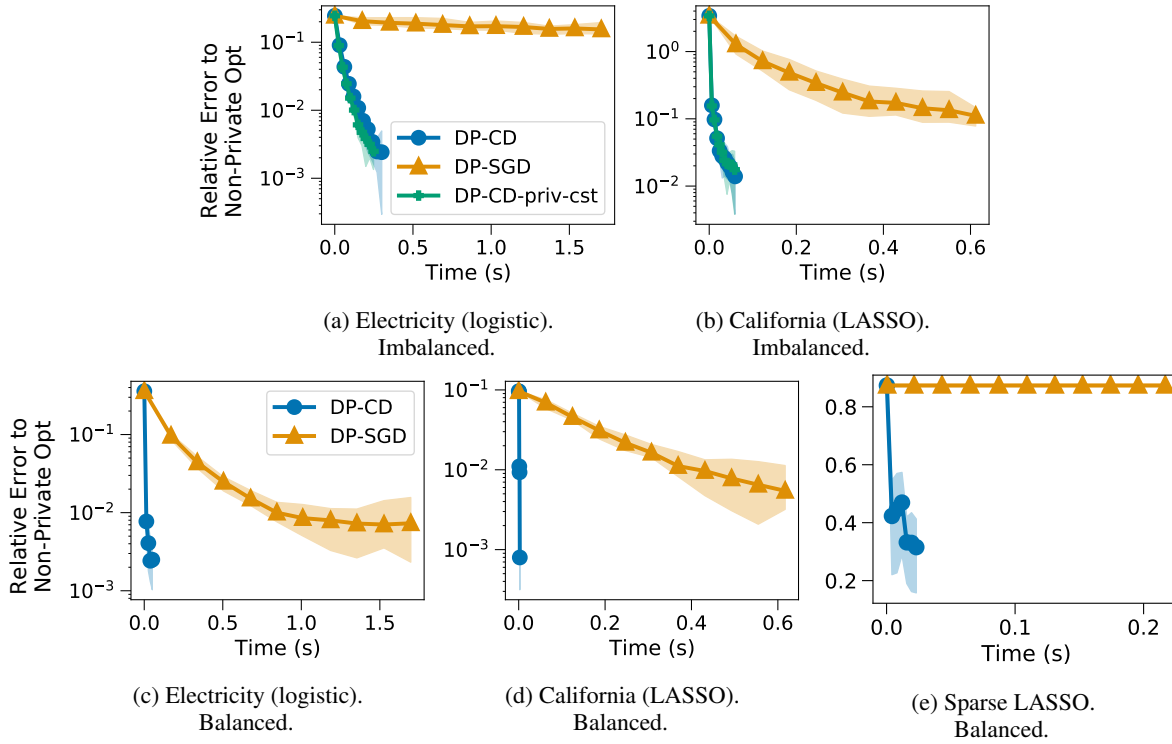 Relative Error to
Non-Private Opt
10⁻¹
10⁻²
10⁻³
DP-CD
DP-SGD
DP-CD-priv-cst
0.0 0.5 1.0 1.5
Time (s)
(a) Electricity (logistic).
Imbalanced.
10⁰
10⁻¹
10⁻²
0.0 0.2 0.4 0.6
Time (s)
(b) California (LASSO).
Imbalanced.
Relative Error to
Non-Private Opt
10⁻¹
10⁻²
10⁻³
DP-CD
DP-SGD
0.0 0.5 1.0 1.5
Time (s)
(c) Electricity (logistic).
Balanced.
10⁻¹
10⁻²
10⁻³
0.0 0.2 0.4 0.6
Time (s)
(d) California (LASSO).
Balanced.
0.8
0.6
0.4
0.2
0.0 0.1 0.2
Time (s)
(e) Sparse LASSO.
Balanced.